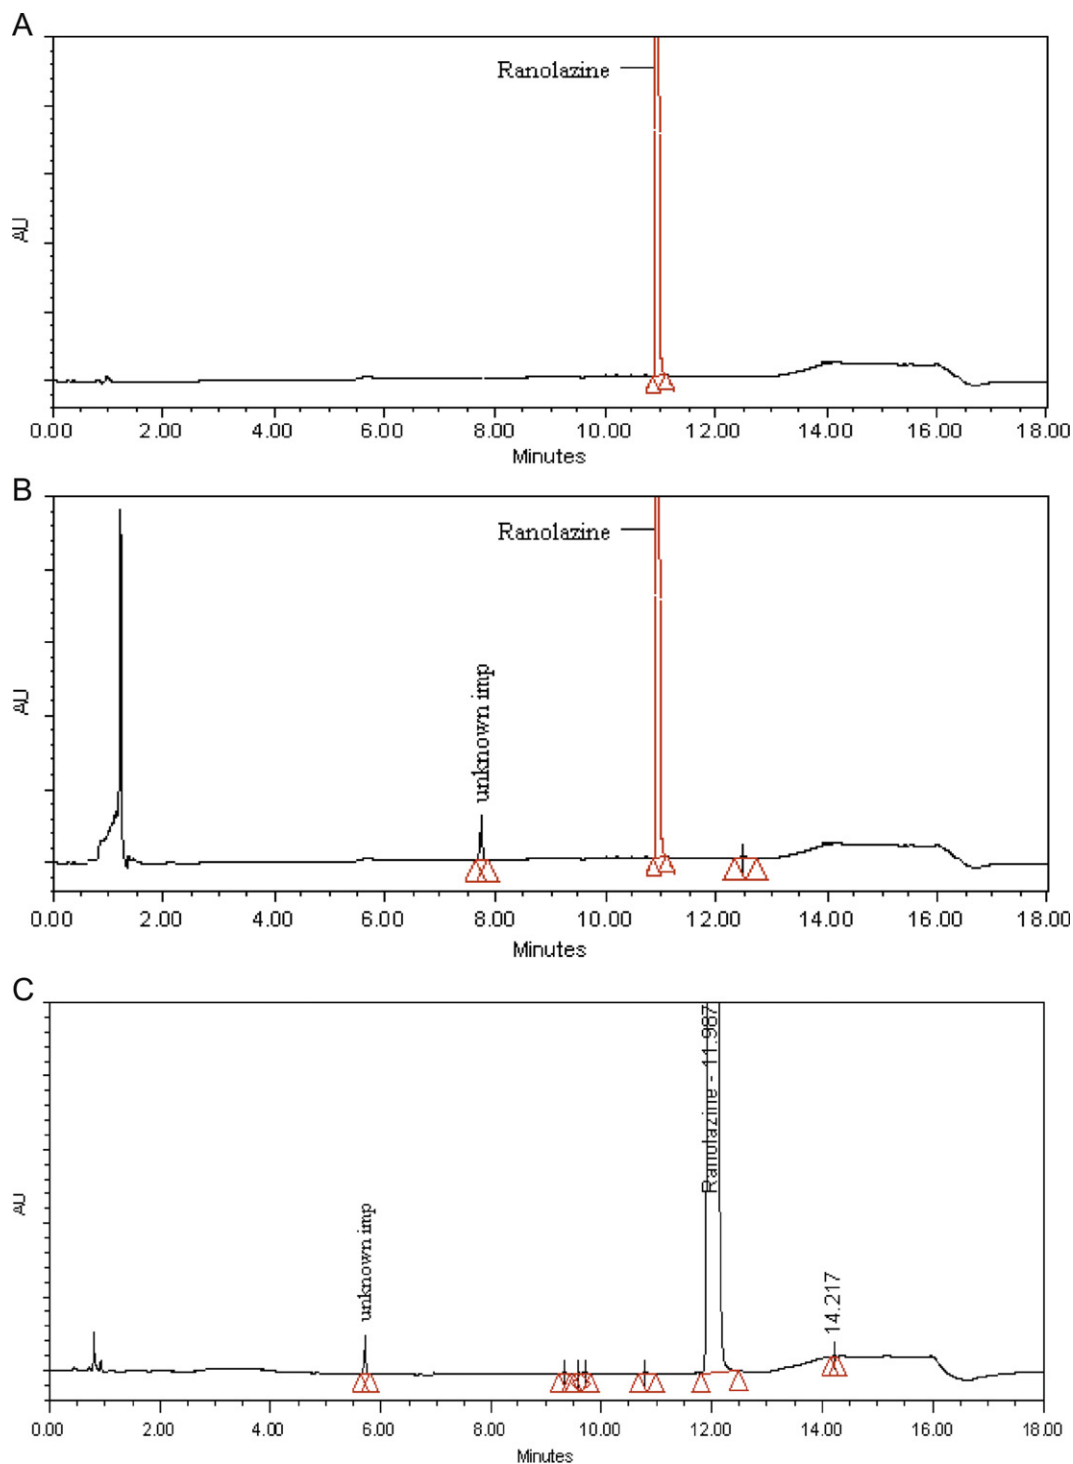 A
Ranolazine
AU
0.00 2.00 4.00 6.00 8.00 10.00 12.00 14.00 16.00 18.00
Minutes
B
Ranolazine
unknown imp
AU
0.00 2.00 4.00 6.00 8.00 10.00 12.00 14.00 16.00 18.00
Minutes
C
Ranolazine - 11.987
unknown imp
14.217
AU
0.00 2.00 4.00 6.00 8.00 10.00 12.00 14.00 16.00 18.00
Minutes